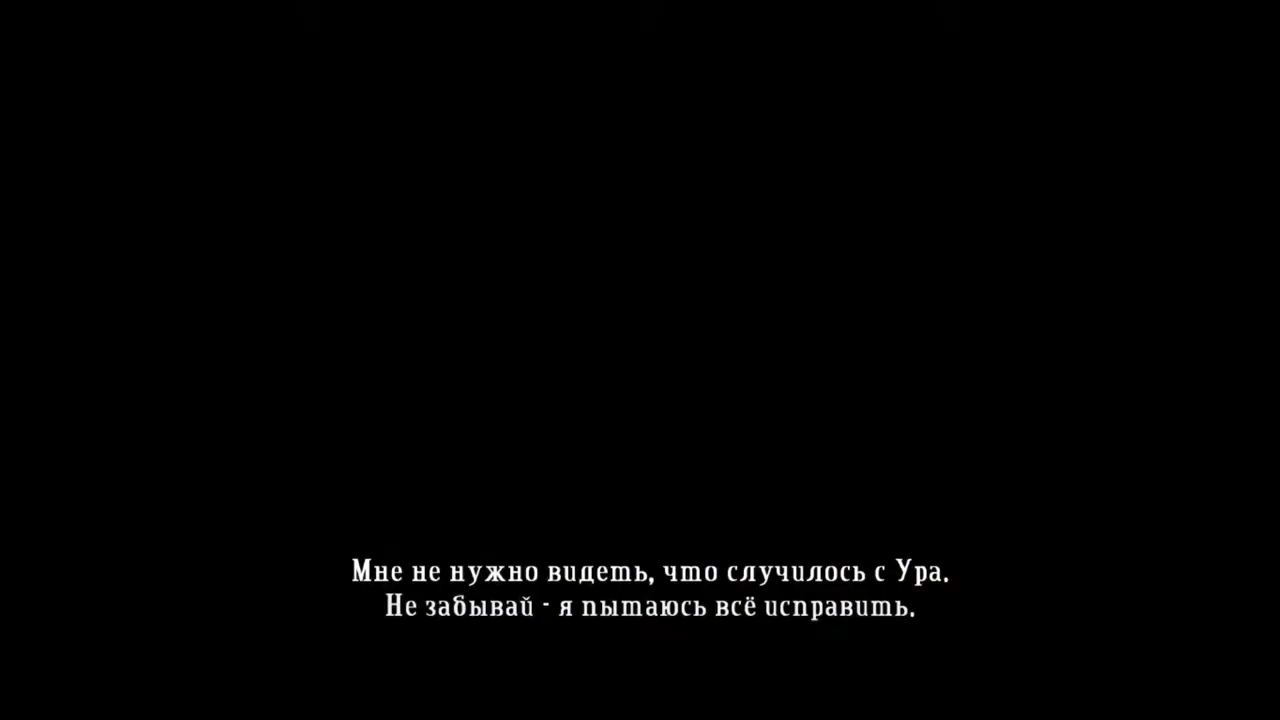 Мне не нужно видеть, что случилось с Ура.
Не забывай - я пытаюсь всё исправить.